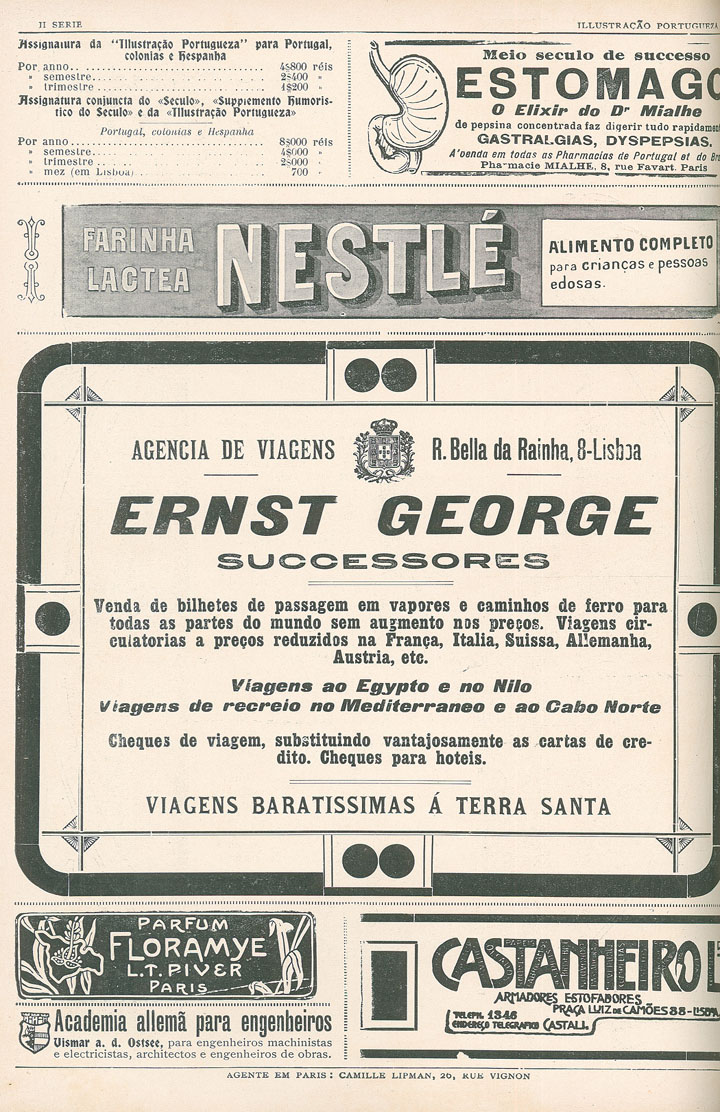 II SERIE
ILLUSTRAÇÃO PORTUGUEZA
Assignatura da "Illustração Portugueza" para Portugal,
colonias e Hespanha
Por anno.. 4$800 réis
» semestre.. 2$400 »
» trimestre.. 1$200 »
Assignatura conjuncta do «Seculo», «Supplemento Humoris-
tico do Seculo» e da «Illustração Portugueza»
Portugal, colonias e Hespanha
Por anno.. 8$000 réis
» semestre.. 4$000 »
» trimestre.. 2$000 »
» mez (em Lisboa).. 700 »
Meio seculo de successo
ESTOMAGO
O Elixir do Dr Mialhe
de pepsina concentrada faz digerir tudo rapidament
GASTRALGIAS, DYSPEPSIAS.
A'venda em todas as Pharmacias de Portugal et do Bra
Pharmacie MIALHE, 8, rue Favart. Paris
FARINHA
LACTEA
NESTLÉ
ALIMENTO COMPLETO
para crianças e pessoas
edosas.
AGENCIA DE VIAGENS
R. Bella da Rainha, 8-Lisboa
ERNST GEORGE
SUCCESSORES
Venda de bilhetes de passagem em vapores e caminhos de ferro para
todas as partes do mundo sem augmento nos preços. Viagens cir-
culatorias a preços reduzidos na França, Italia, Suissa, Allemanha,
Austria, etc.
Viagens ao Egypto e no Nilo
Viagens de recreio no Mediterraneo e ao Cabo Norte
Cheques de viagem, substituindo vantajosamente as cartas de cre-
dito. Cheques para hoteis.
VIAGENS BARATISSIMAS Á TERRA SANTA
PARFUM
FLORAMYE
L.T. PIVER
PARIS
Academia allemã para engenheiros
Wismar a. d. Ostsee, para engenheiros machinistas
e electricistas, architectos e engenheiros de obras.
PAPEIS
CASTANHEIRO L
ARMADORES ESTOFADORES
PRAÇA LUIZ DE CAMÕES 38-LISBOA
TELEPH. 1346
ENDEREÇO TELEGRAFICO CASTALL.
AGENTE EM PARIS: CAMILLE LIPMAN, 26, RUE VIGNON